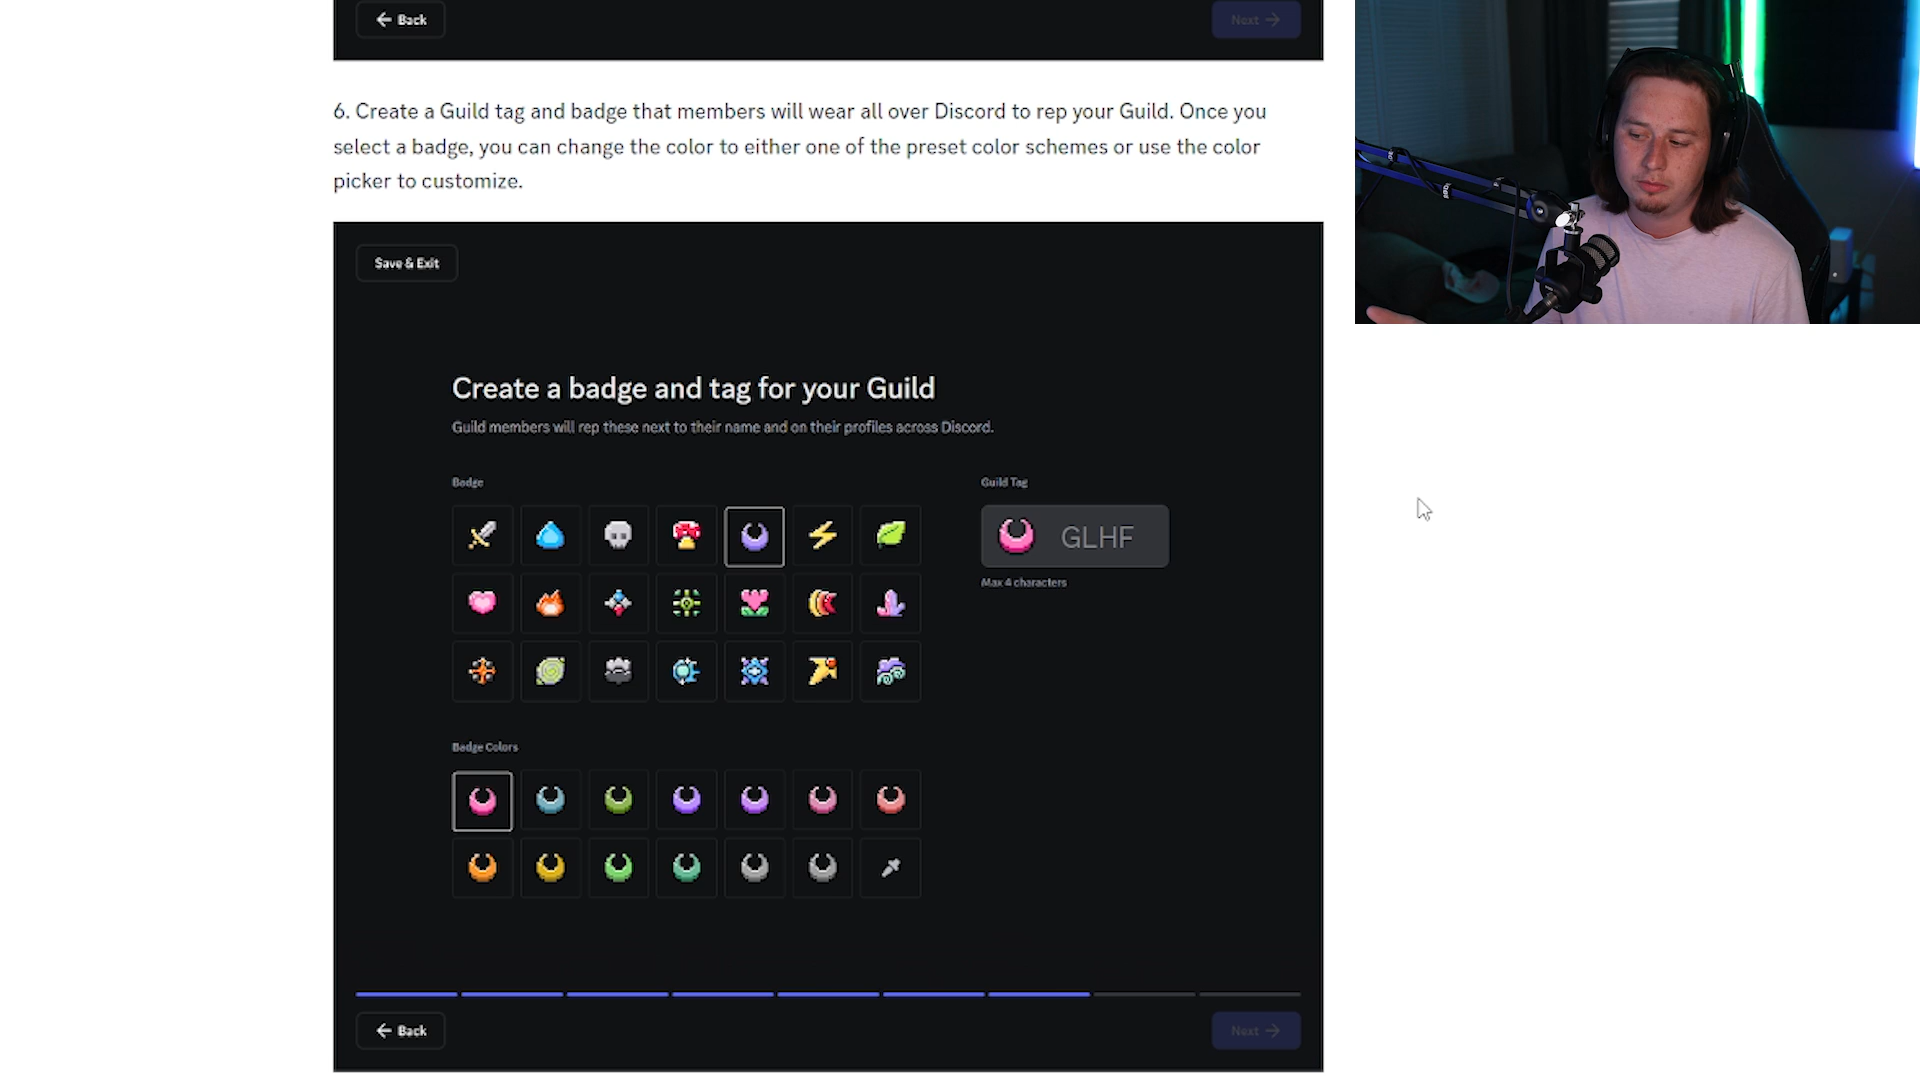 Back
Next
6. Create a Guild tag and badge that members will wear all over Discord to rep your Guild. Once you
select a badge, you can change the color to either one of the preset color schemes or use the color
picker to customize.
Save & Exit
Create a badge and tag for your Guild
Guild members will rep these next to their name and on their profiles across Discord.
Badge
Guild Tag
GLHF
Max 4 characters
Badge Colors
Back
Next